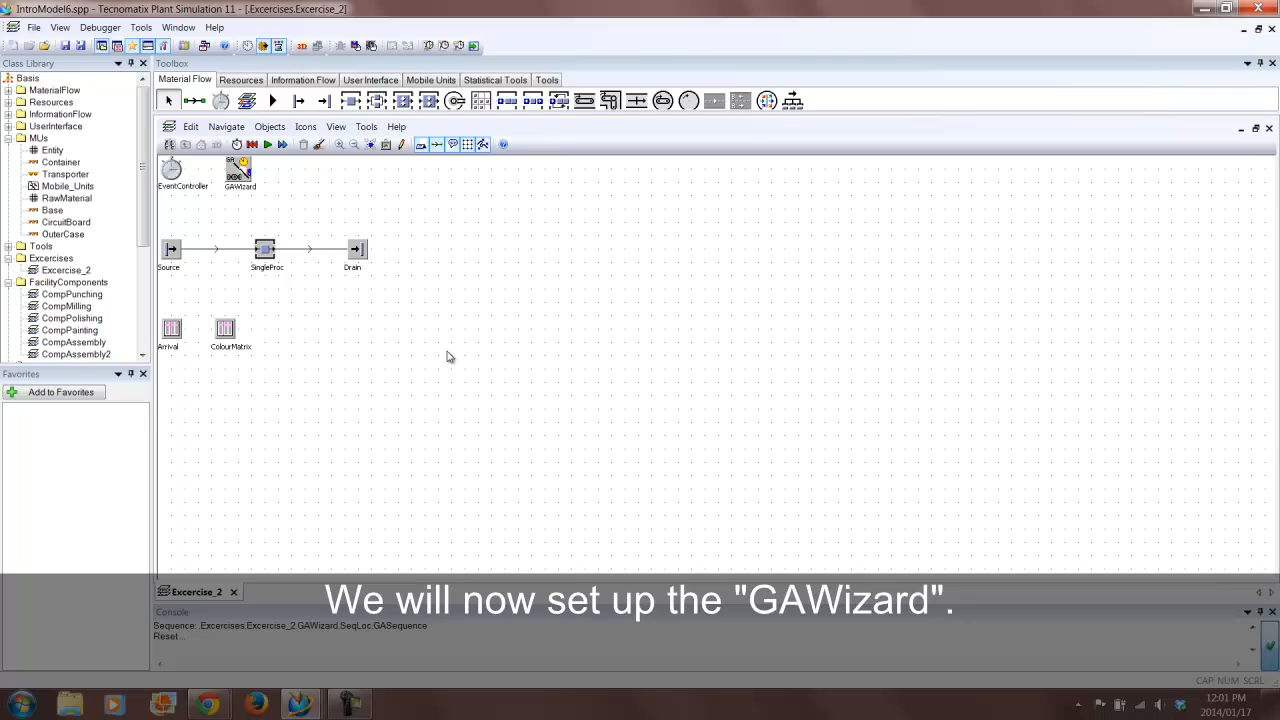 IntroModel6.spp - Tecnomatix Plant Simulation 11 - [.Excercises.Excercise_2]
File View Debugger Tools Window Help
Class Library
Toolbox
Basis
MaterialFlow
Resources
InformationFlow
UserInterface
MUs
Entity
Container
Transporter
Mobile_Units
RawMaterial
Base
CircuitBoard
OuterCase
Tools
Excercises
Excercise_2
FacilityComponents
CompPunching
CompMilling
CompPolishing
CompPainting
CompAssembly
CompAssembly2
Favorites
Add to Favorites
Material Flow Resources Information Flow User Interface Mobile Units Statistical Tools Tools
Edit Navigate Objects Icons View Tools Help
EventController GAWizard
Source SingleProc Drain
Arrival ColourMatrix
Excercise_2
We will now set up the "GAWizard".
Console
Sequence: .Excercises.Excercise_2.GAWizard.SeqLoc.GASequence
Reset...
CAP NUM SCRL
12:01 PM
2014/01/17